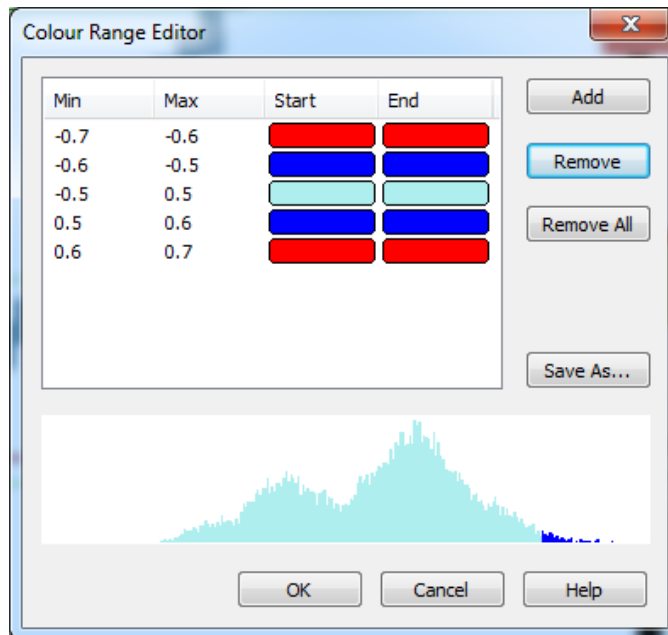 Colour Range Editor
Min Max Start End
-0.7 -0.6
-0.6 -0.5
-0.5 0.5
0.5 0.6
0.6 0.7
Add
Remove
Remove All
Save As...
OK Cancel Help